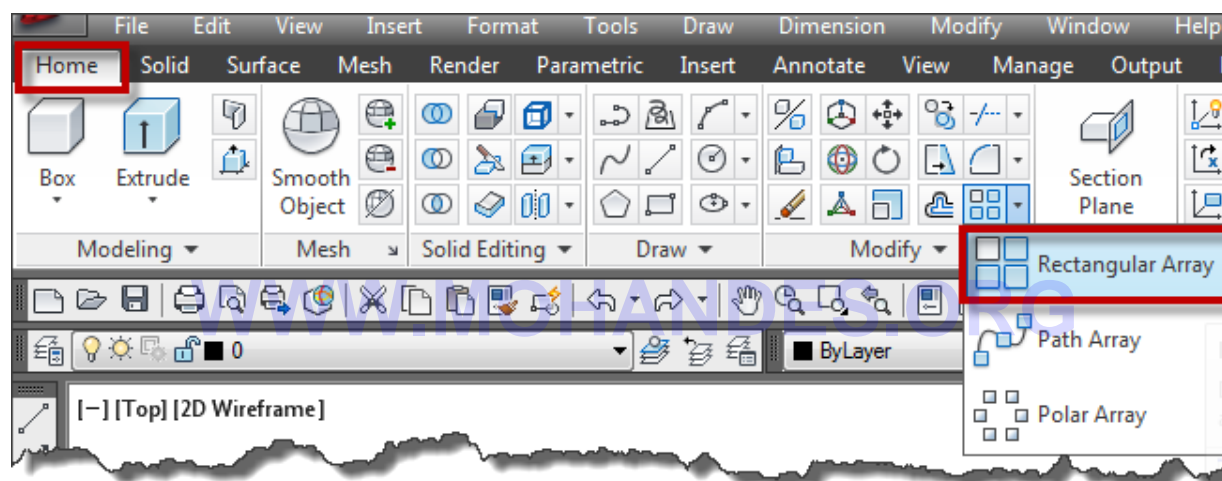 File Edit View Insert Format Tools Draw Dimension Modify Window Help
Home Solid Surface Mesh Render Parametric Insert Annotate View Manage Output
Box Extrude Smooth Object Section Plane
Modeling Mesh Solid Editing Draw Modify
Rectangular Array
WWW.MOHANDES.ORG
Path Array
0 ByLayer
Polar Array
[−] [Top] [2D Wireframe]